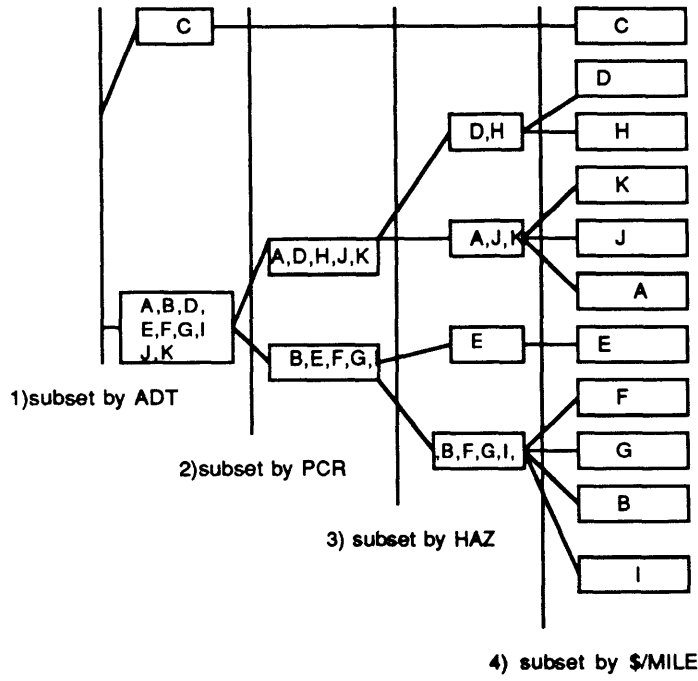 C
C
D
D,H
H
K
A,D,H,J,K
A,J,K
J
A
A,B,D,
E,F,G,I
J,K
B,E,F,G,
E
E
1)subset by ADT
F
2)subset by PCR
,B,F,G,I,
G
B
3) subset by HAZ
I
4) subset by $/MILE